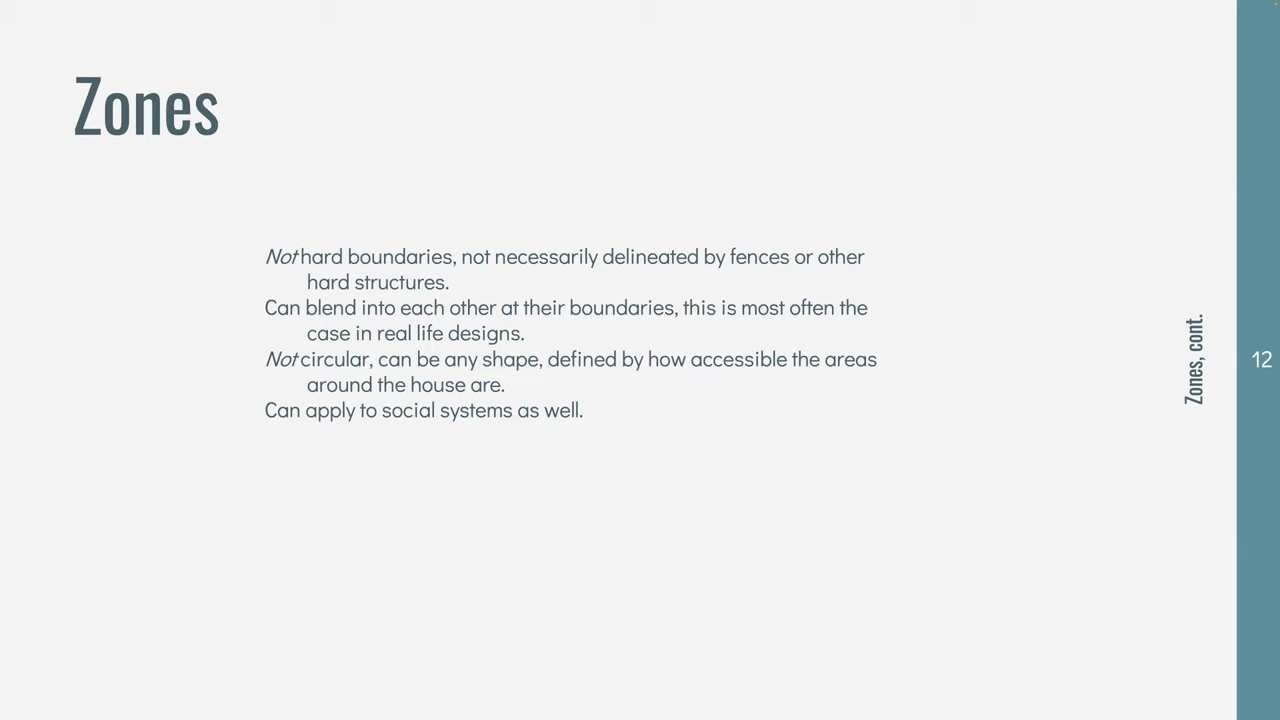 Zones
Not hard boundaries, not necessarily delineated by fences or other
hard structures.
Can blend into each other at their boundaries, this is most often the
case in real life designs.
Not circular, can be any shape, defined by how accessible the areas
around the house are.
Can apply to social systems as well.
Zones, cont.
12